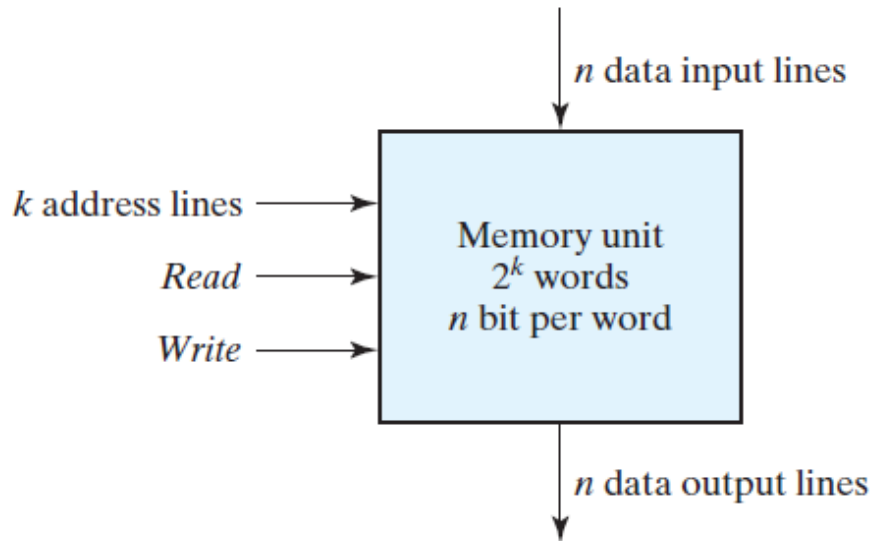 n data input lines
k address lines
Read
Write
Memory unit
2^k words
n bit per word
n data output lines